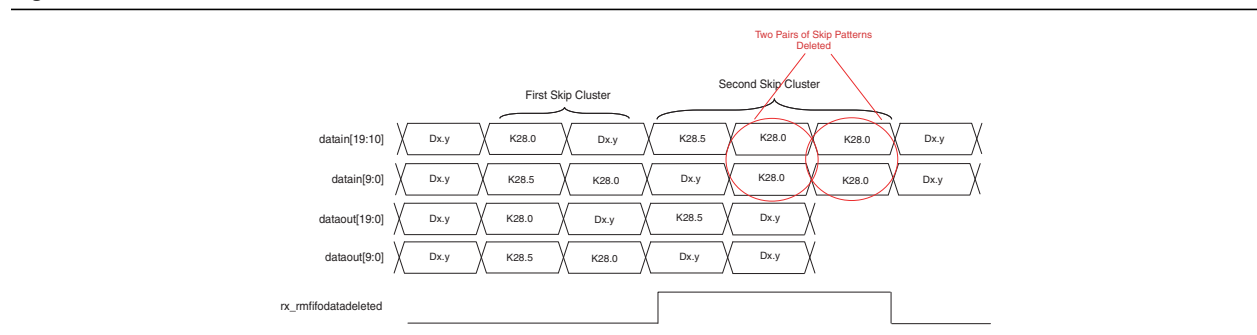 Two Pairs of Skip Patterns
Deleted
First Skip Cluster
Second Skip Cluster
datain[19:10] Dx.y K28.0 Dx.y K28.5 K28.0 K28.0 Dx.y
datain[9:0] Dx.y K28.5 K28.0 Dx.y K28.0 K28.0 Dx.y
dataout[19:0] Dx.y K28.0 Dx.y K28.5 Dx.y
dataout[9:0] Dx.y K28.5 K28.0 Dx.y Dx.y
rx_rmfifodatadeleted